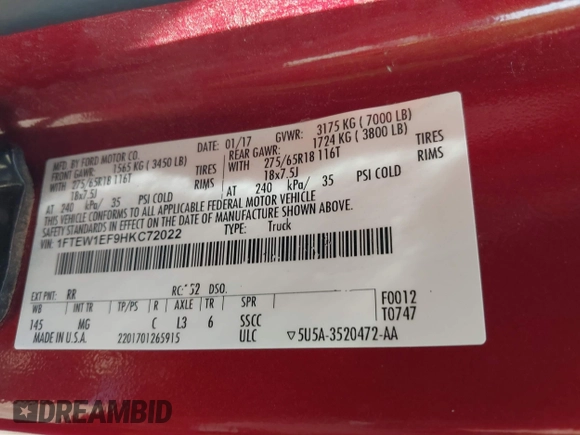 MFD. BY FORD MOTOR CO. DATE: 01/17 GVWR: 3175 KG ( 7000 LB)
FRONT GAWR: 1565 KG ( 3450 LB) REAR GAWR: 1724 KG ( 3800 LB)
WITH 275/65R18 116T TIRES WITH 275/65R18 116T TIRES
18x7.5J RIMS 18x7.5J RIMS
AT 240 kPa/ 35 PSI COLD AT 240 kPa/ 35 PSI COLD
THIS VEHICLE CONFORMS TO ALL APPLICABLE FEDERAL MOTOR VEHICLE
SAFETY STANDARDS IN EFFECT ON THE DATE OF MANUFACTURE SHOWN ABOVE.
VIN: 1FTEW1EF9HKC72022
TYPE: Truck
EXT PNT: RR RC: 52 DSO:
WB INT TR TP/PS R AXLE TR SPR F0012
145 MG C L3 6 SSCC T0747
MADE IN U.S.A. 2201701265915 ULC 5U5A-3520472-AA
DREAMBID